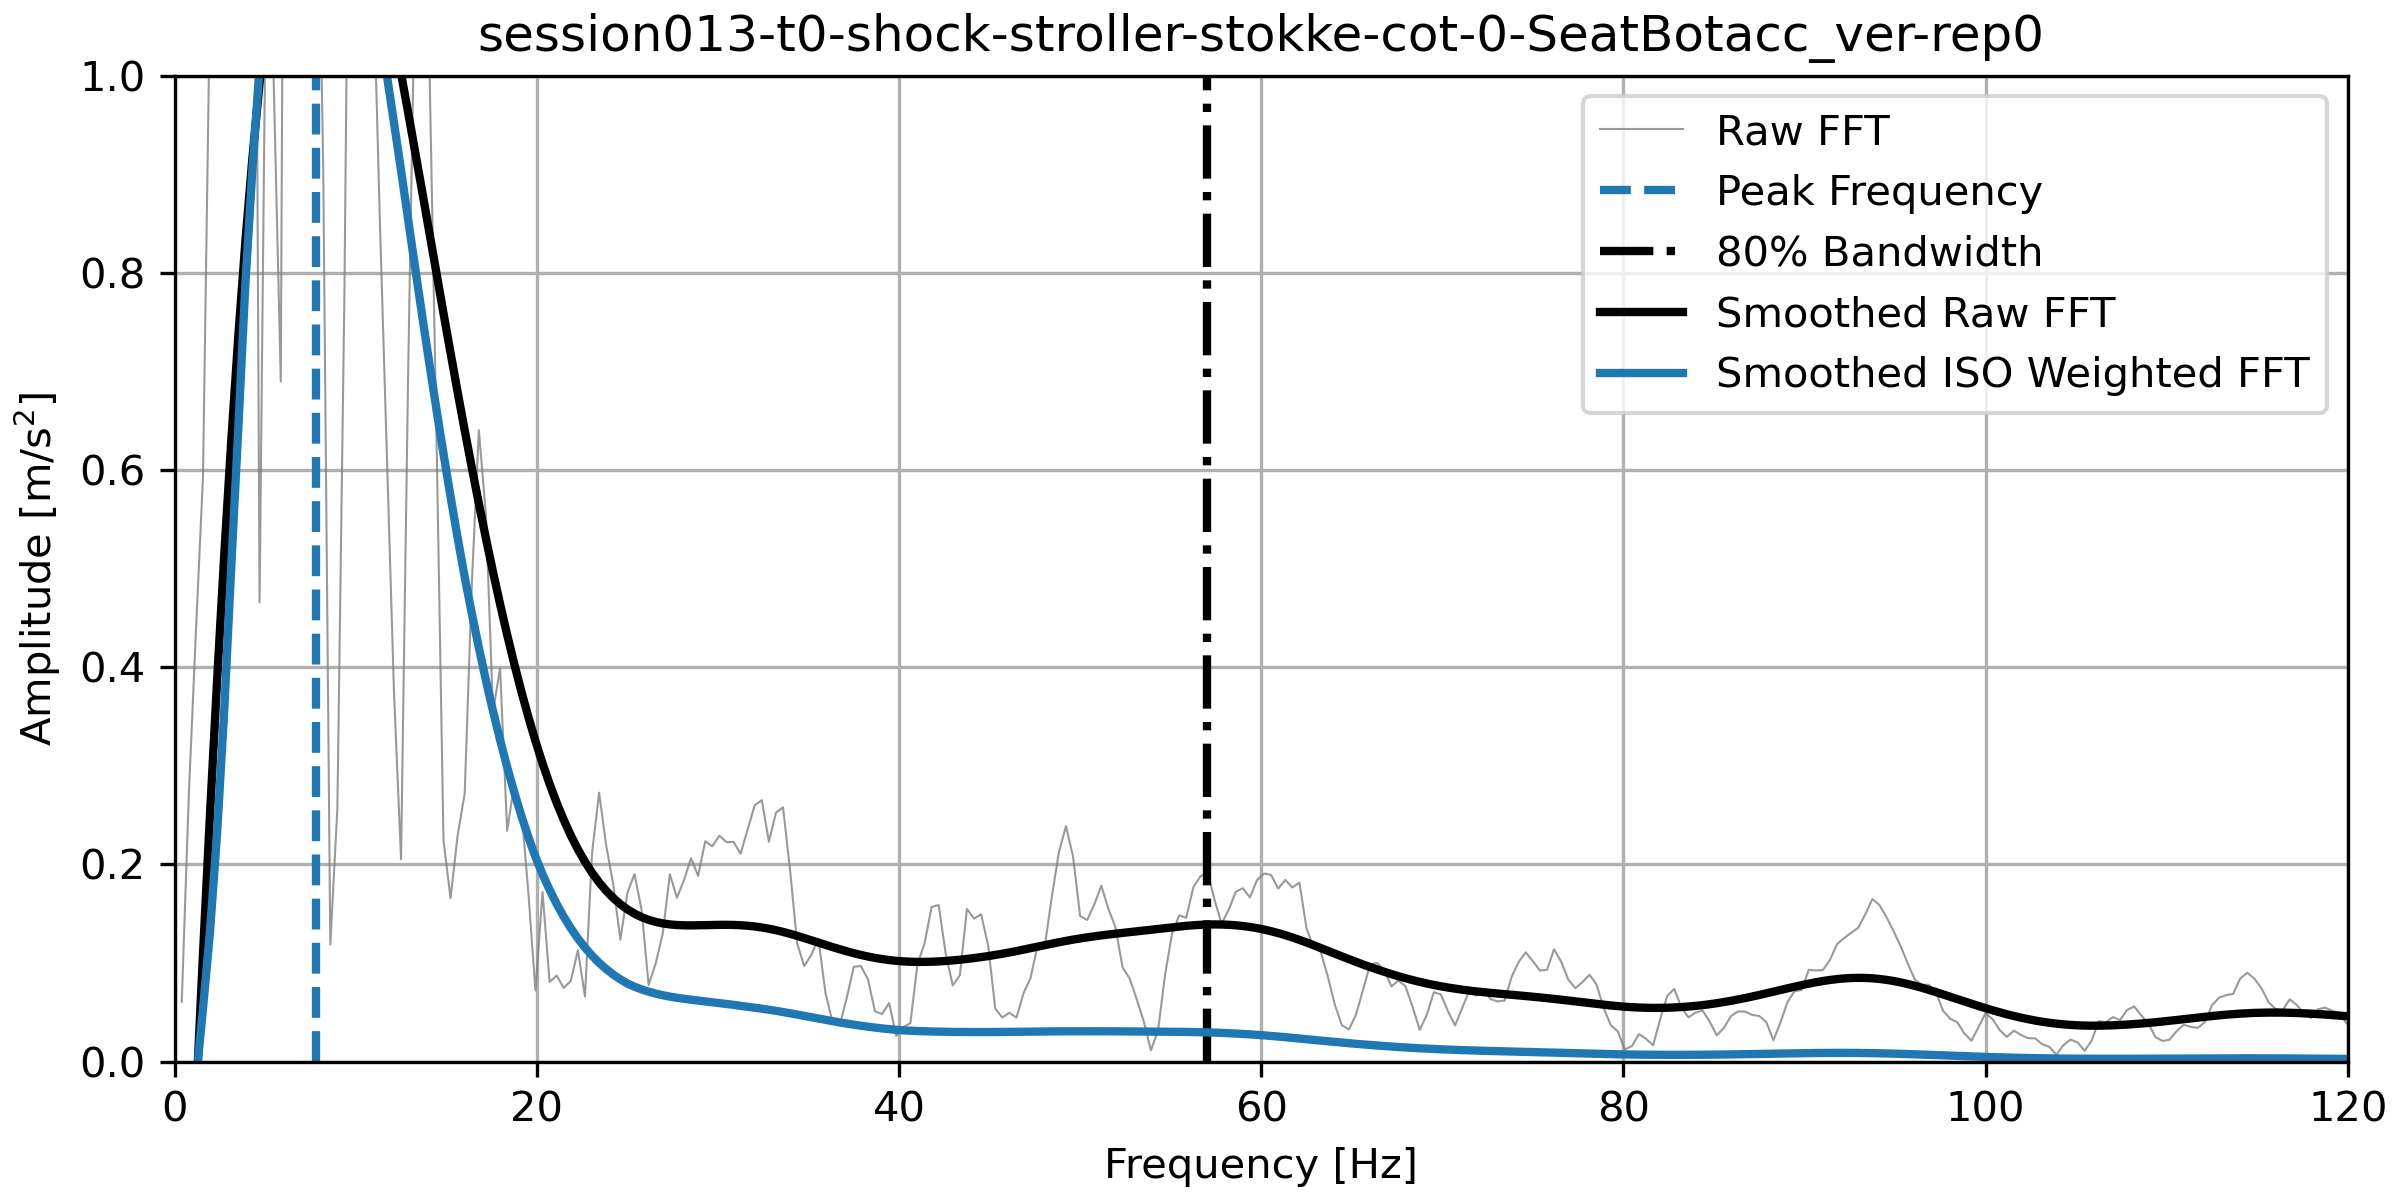 session013-t0-shock-stroller-stokke-cot-0-SeatBotacc_ver-rep0
1.0
0.8
0.6
0.4
0.2
0.0
Amplitude [m/s²]
Raw FFT
Peak Frequency
80% Bandwidth
Smoothed Raw FFT
Smoothed ISO Weighted FFT
0 20 40 60 80 100 120
Frequency [Hz]